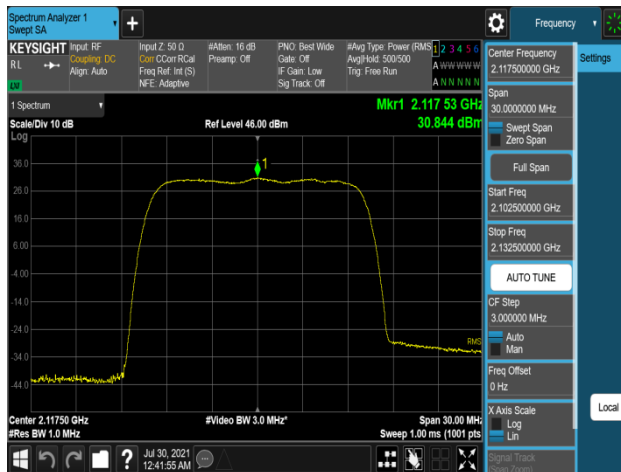 Spectrum Analyzer 1
Swept SA
Frequency
KEYSIGHT Input: RF Input Z: 50 Ω #Atten: 16 dB PNO: Best Wide #Avg Type: Power (RMS 1 2 3 4 5 6
RL Coupling: DC Corr CCorr RCal Preamp: Off Gate: Off Avg|Hold: 500/500 A W W W W W
Align: Auto Freq Ref: Int (S) IF Gain: Low Trig: Free Run
NFE: Adaptive Sig Track: Off A N N N N N
1 Spectrum
Mkr1 2.117 53 GHz
Scale/Div 10 dB Ref Level 46.00 dBm 30.844 dBm
Log
1
36.0
26.0
16.0
6.00
-4.00
-14.0
-24.0
-34.0
-44.0
RMS
Center 2.11750 GHz #Video BW 3.0 MHz* Span 30.00 MHz
#Res BW 1.0 MHz Sweep 1.00 ms (1001 pts)
Jul 30, 2021
12:41:55 AM
?
Center Frequency
2.117500000 GHz
Settings
Span
30.0000000 MHz
Swept Span
Zero Span
Full Span
Start Freq
2.102500000 GHz
Stop Freq
2.132500000 GHz
AUTO TUNE
CF Step
3.000000 MHz
Auto
Man
Freq Offset
0 Hz
X Axis Scale
Log
Lin
Local
Signal Track
(Span Zoom)